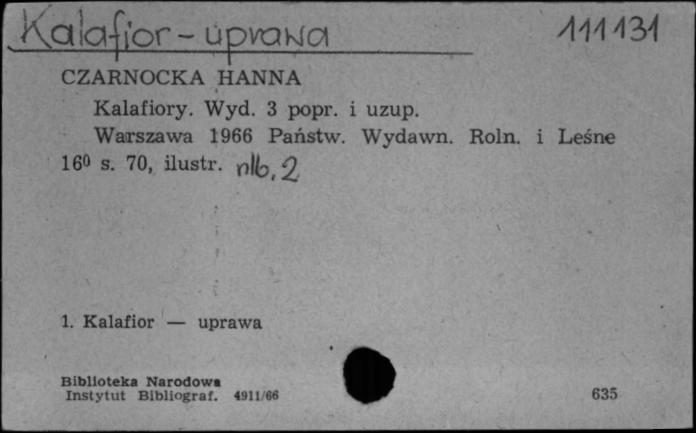 Kalafior - uprawa 111131
CZARNOCKA HANNA
Kalafiory. Wyd. 3 popr. i uzup.
Warszawa 1966 Państw. Wydawn. Roln. i Leśne
16⁰ s. 70, ilustr. nlb. 2
1. Kalafior — uprawa
Biblioteka Narodowa
Instytut Bibliograf. 4911/66 635